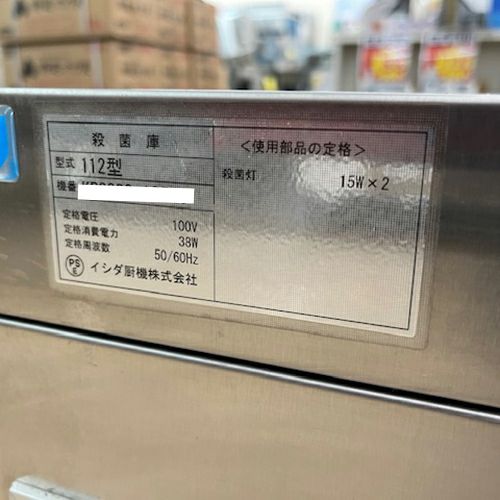 殺菌庫
型式 112型
機番
定格電圧 100V
定格消費電力 38W
定格周波数 50/60Hz
PSE イシダ厨機株式会社
＜使用部品の定格＞
殺菌灯 15W×2